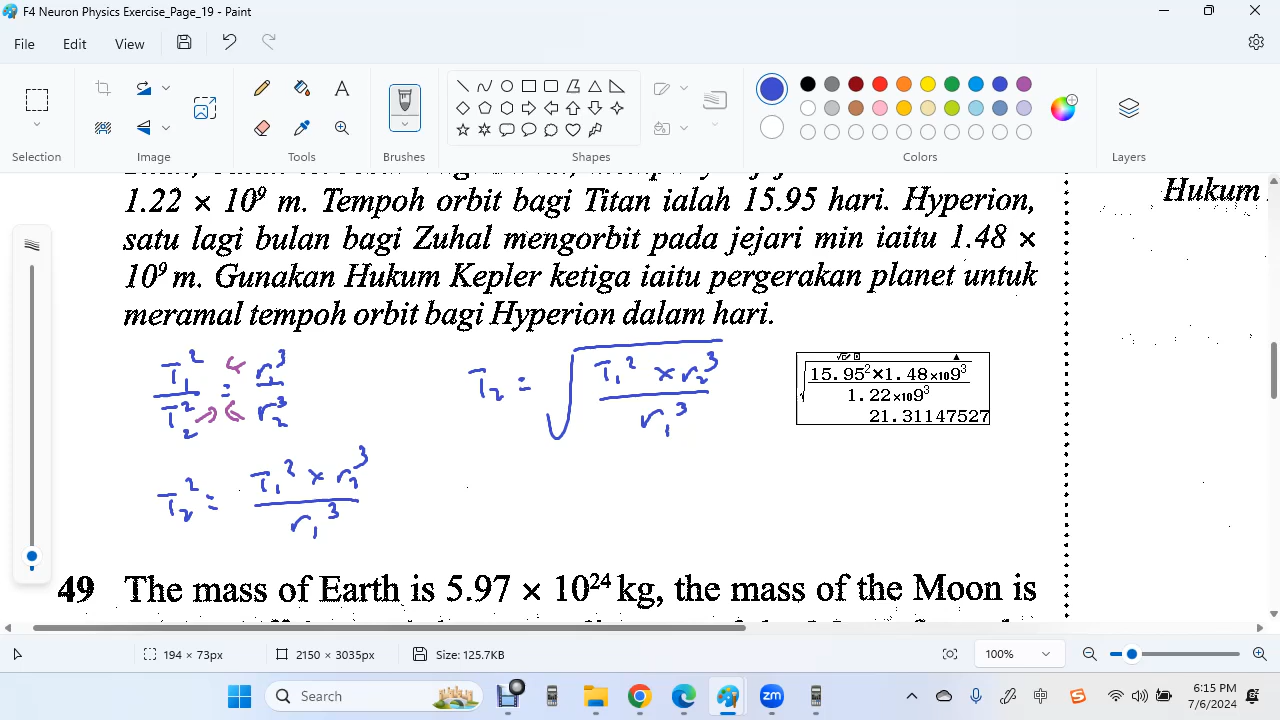 F4 Neuron Physics Exercise_Page_19 - Paint
File Edit View
Selection Image Tools Brushes Shapes Colors Layers
1.22 × 10⁹ m. Tempoh orbit bagi Titan ialah 15.95 hari. Hyperion,
satu lagi bulan bagi Zuhal mengorbit pada jejari min iaitu 1.48 ×
10⁹ m. Gunakan Hukum Kepler ketiga iaitu pergerakan planet untuk
meramal tempoh orbit bagi Hyperion dalam hari.
Hukum
T₁²/T₂² = r₁³/r₂³
T₂² = T₁² × r₂³/r₁³
T₂ = √(T₁² × r₂³/r₁³)
√(15.95²×1.48×10⁹³/1.22×10⁹³)
21.31147527
49 The mass of Earth is 5.97 × 10²⁴ kg, the mass of the Moon is
194 × 73px 2150 × 3035px Size: 125.7KB 100%
Search
zm
中
S
6:15 PM
7/6/2024